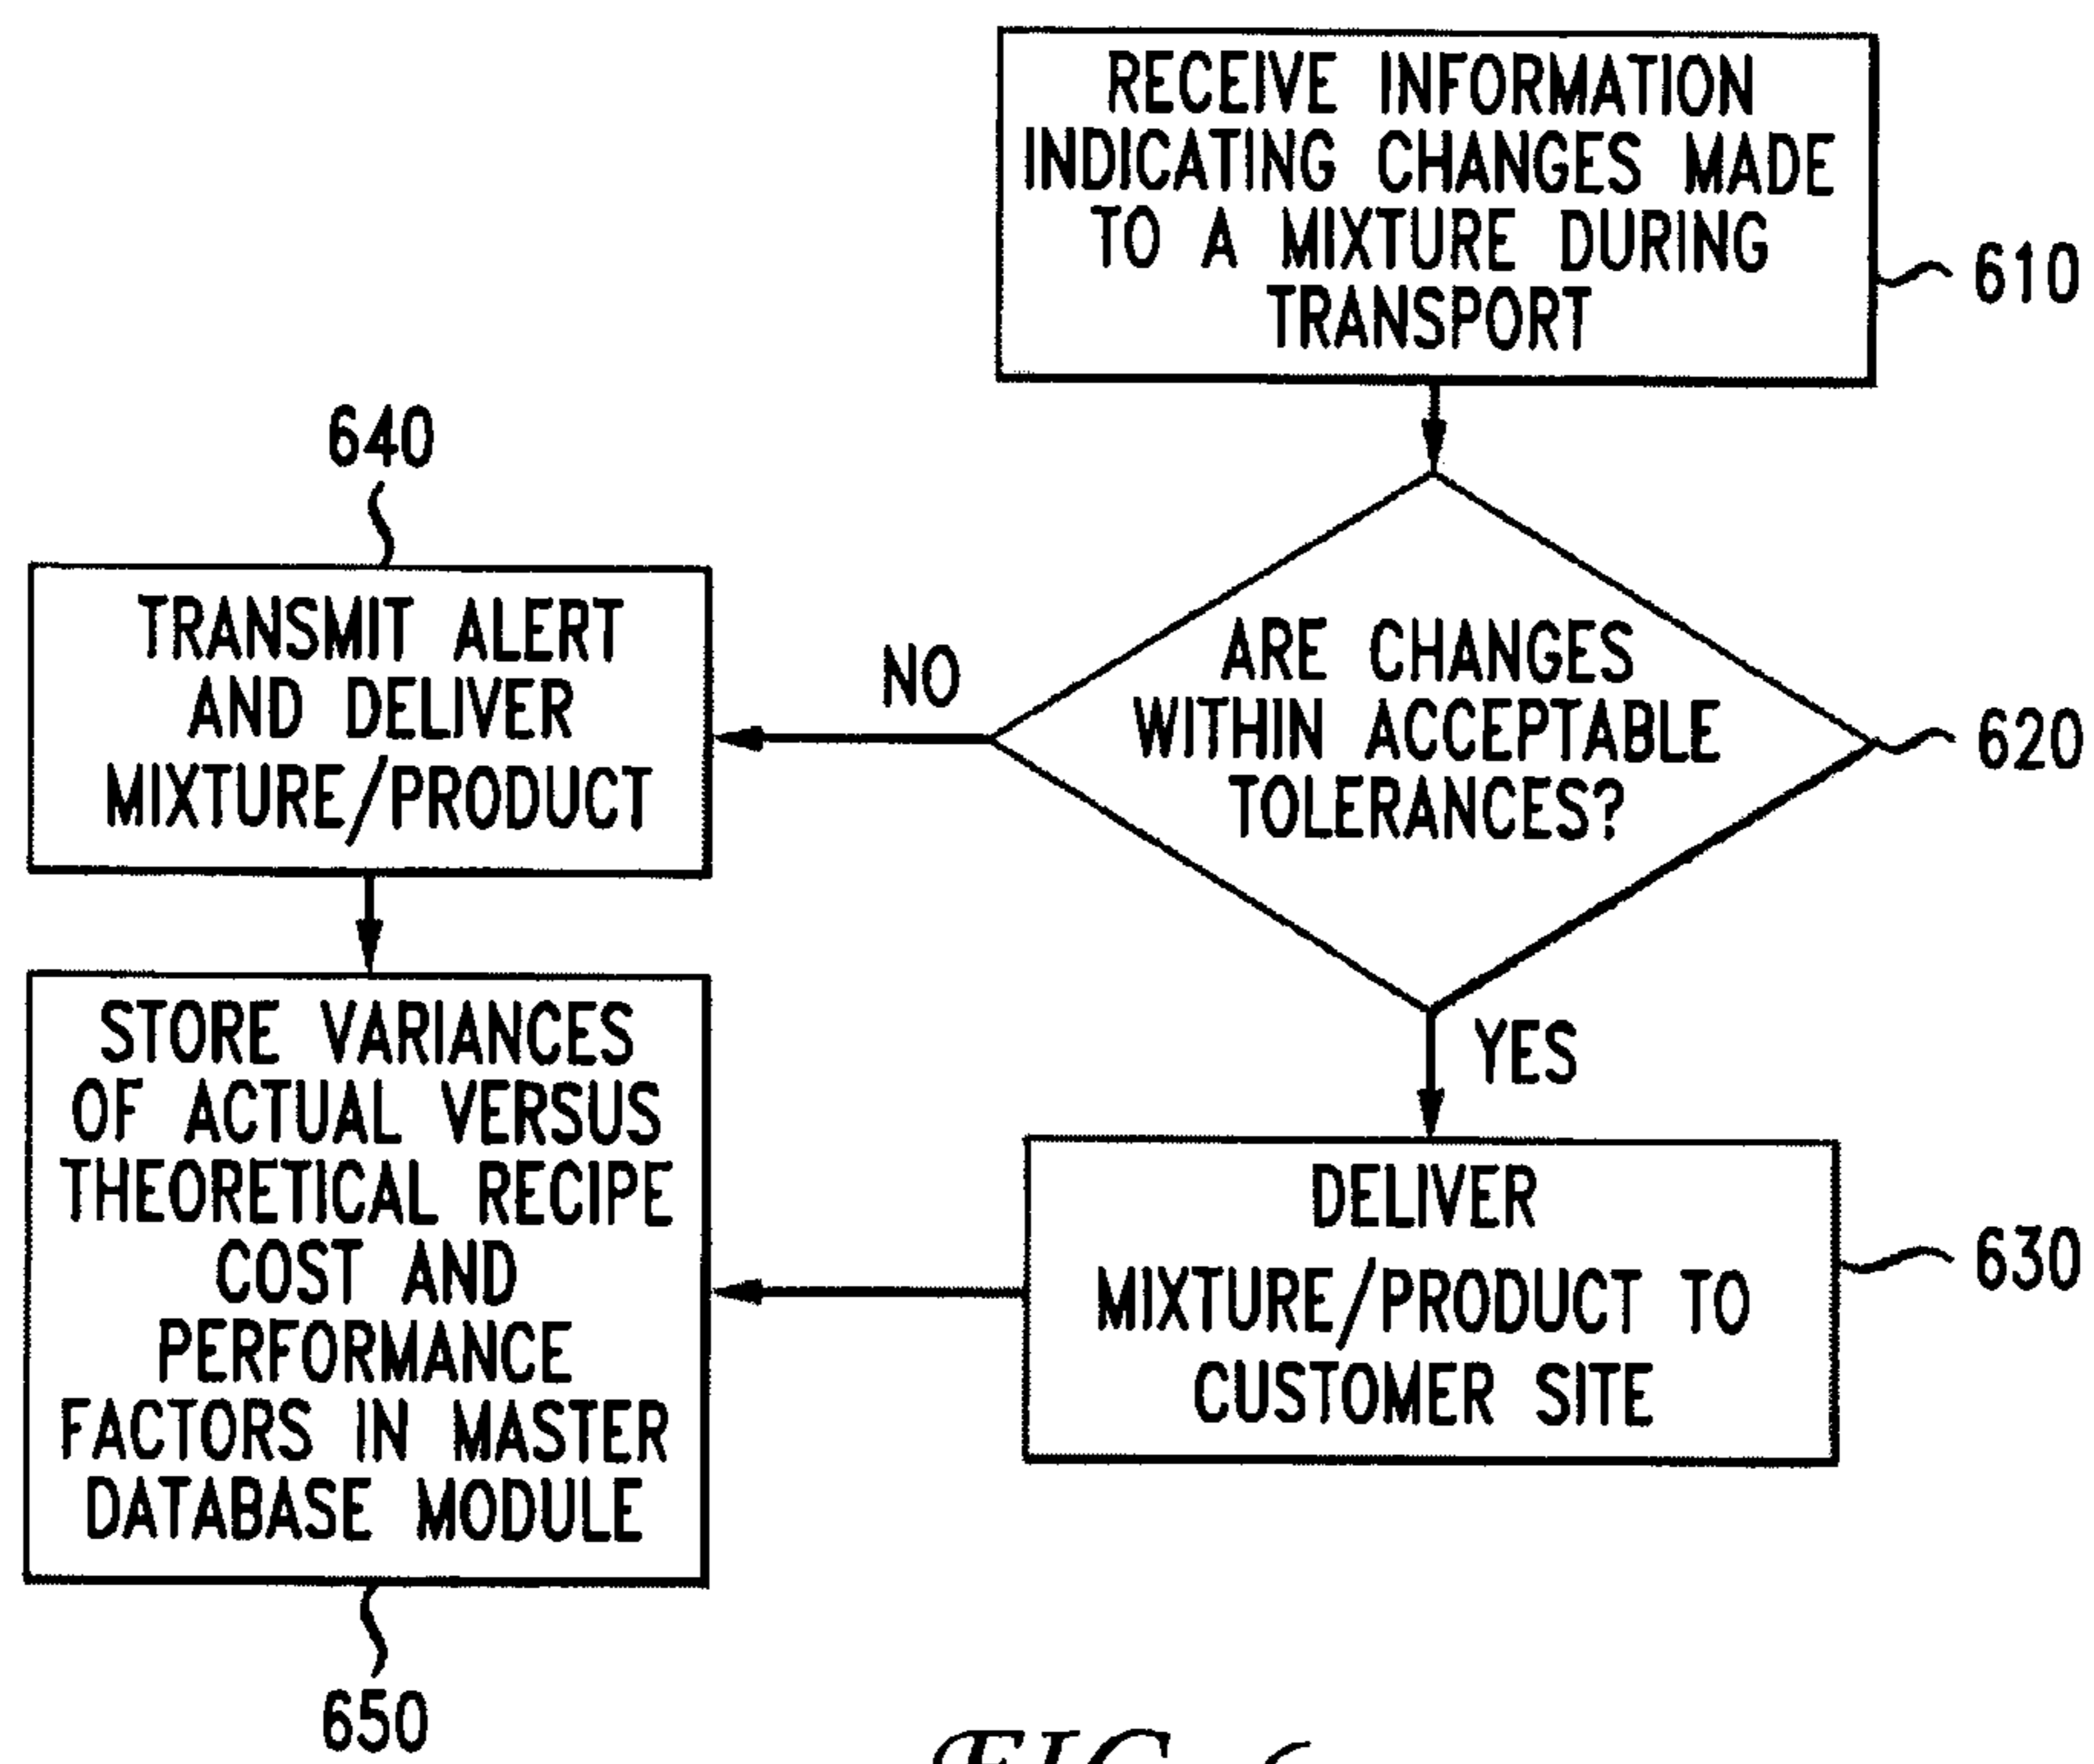 RECEIVE INFORMATION
INDICATING CHANGES MADE
TO A MIXTURE DURING
TRANSPORT
610
640
TRANSMIT ALERT
AND DELIVER
MIXTURE/PRODUCT
NO
ARE CHANGES
WITHIN ACCEPTABLE
TOLERANCES?
620
YES
STORE VARIANCES
OF ACTUAL VERSUS
THEORETICAL RECIPE
COST AND
PERFORMANCE
FACTORS IN MASTER
DATABASE MODULE
650
DELIVER
MIXTURE/PRODUCT TO
CUSTOMER SITE
630